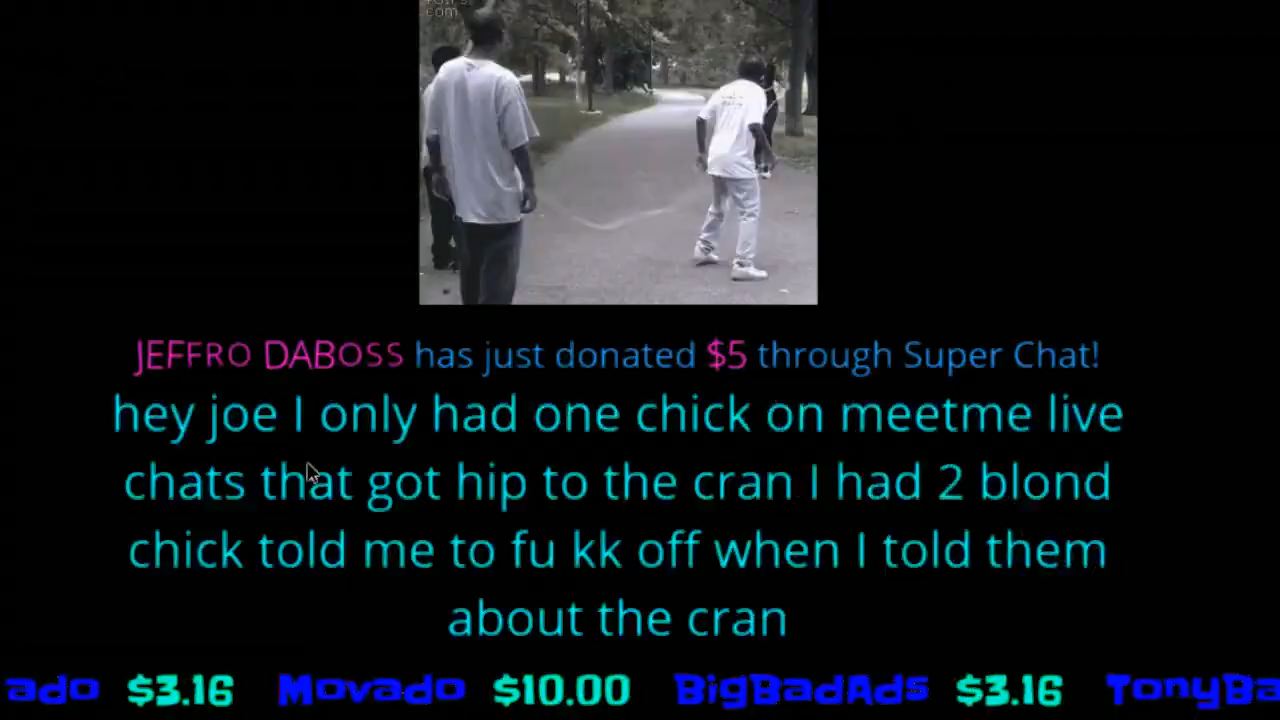 com
JEFFRO DABOSS has just donated $5 through Super Chat!
hey joe I only had one chick on meetme live
chats that got hip to the cran I had 2 blond
chick told me to fu kk off when I told them
about the cran
ado $3.16 Movado $10.00 BigBadAds $3.16 TonyBa